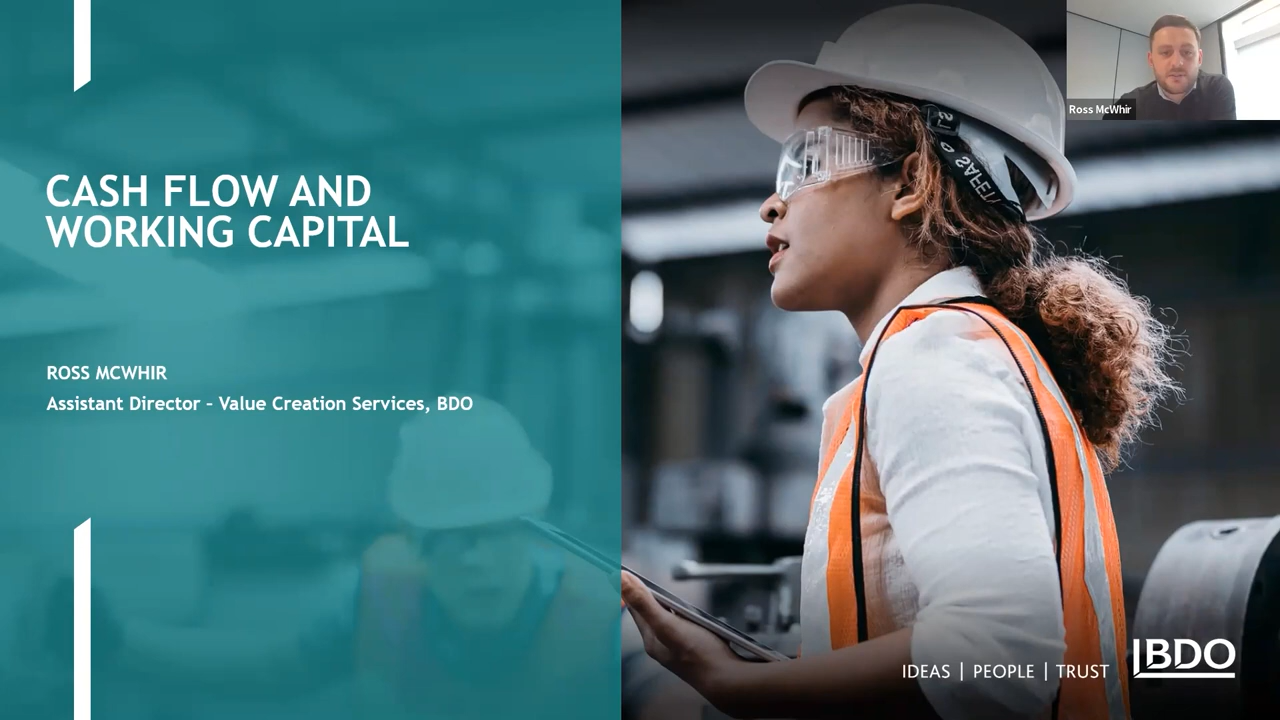 CASH FLOW AND
WORKING CAPITAL
ROSS MCWHIR
Assistant Director – Value Creation Services, BDO
Ross McWhir
IDEAS | PEOPLE | TRUST
BDO